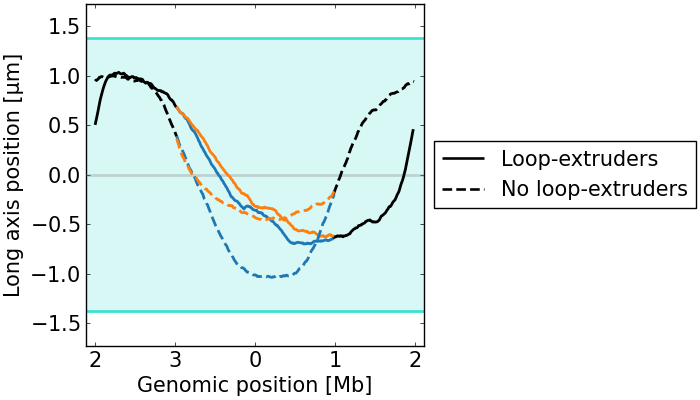 Long axis position [μm]
1.5
1.0
0.5
0.0
−0.5
−1.0
−1.5
2 3 0 1 2
Genomic position [Mb]
Loop-extruders
No loop-extruders